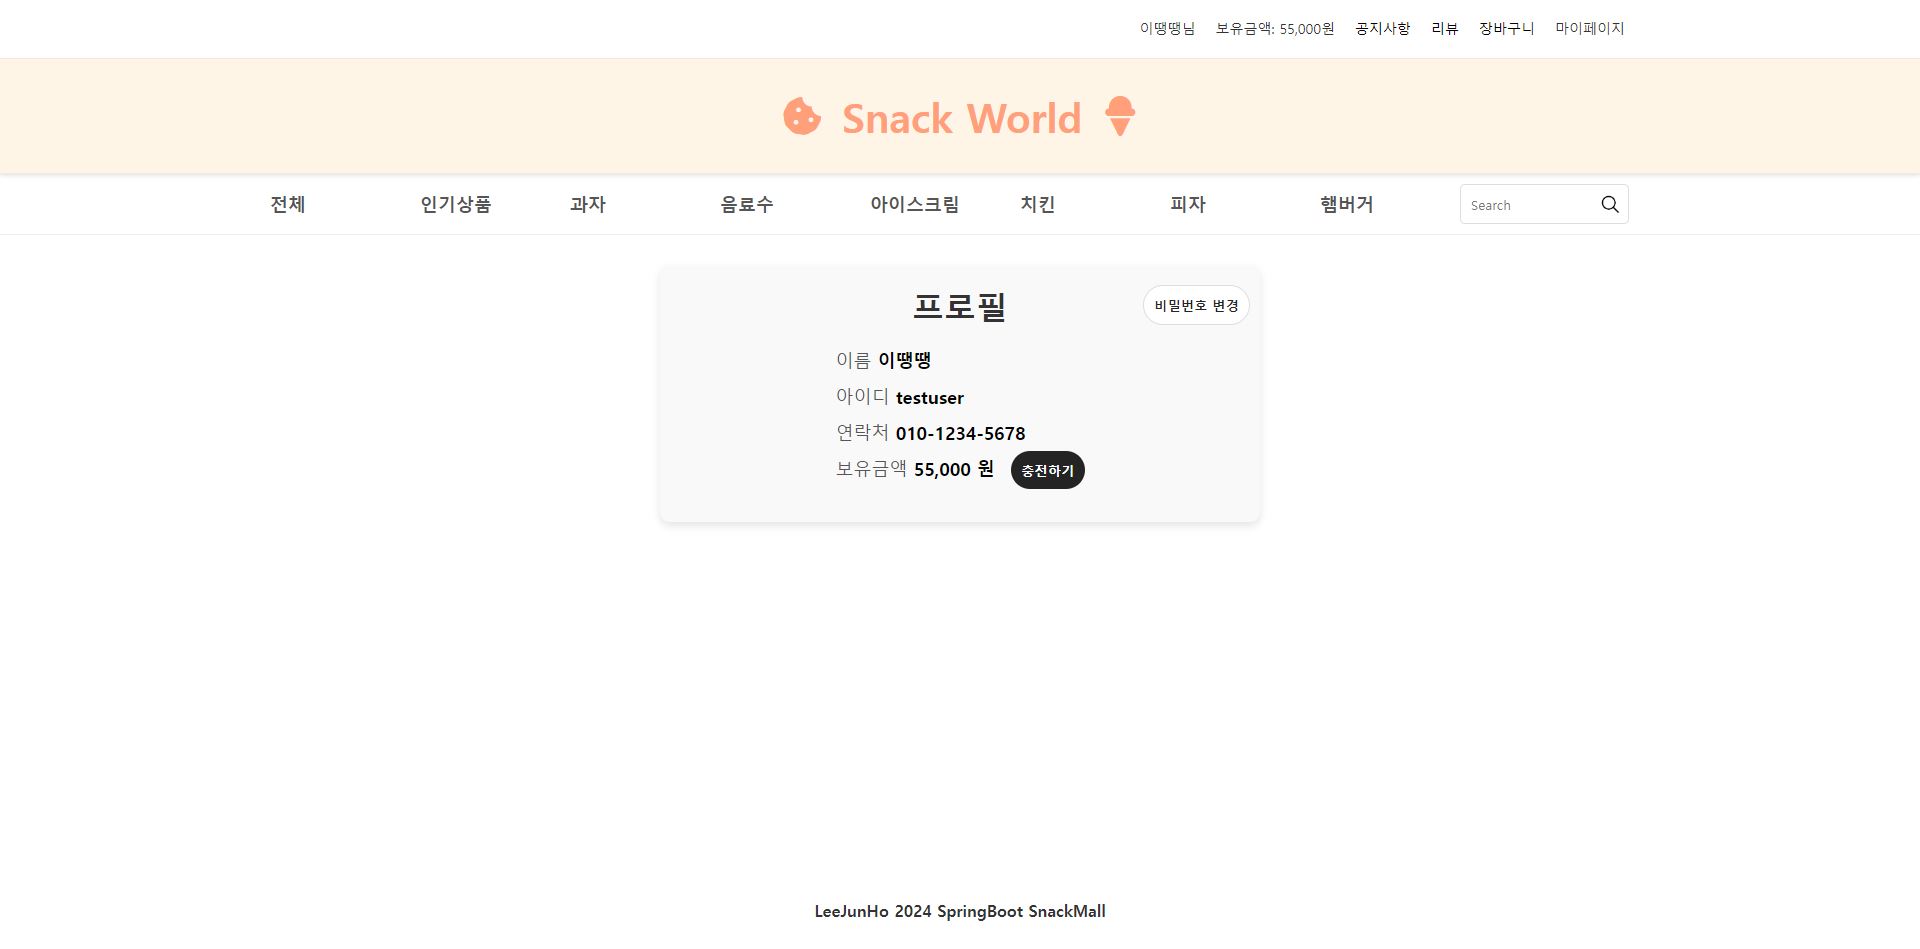 이땡땡님 보유금액: 55,000원 공지사항 리뷰 장바구니 마이페이지
Snack World
전체 인기상품 과자 음료수 아이스크림 치킨 피자 햄버거 Search
프로필 비밀번호 변경
이름 이땡땡
아이디 testuser
연락처 010-1234-5678
보유금액 55,000 원 충전하기
LeeJunHo 2024 SpringBoot SnackMall